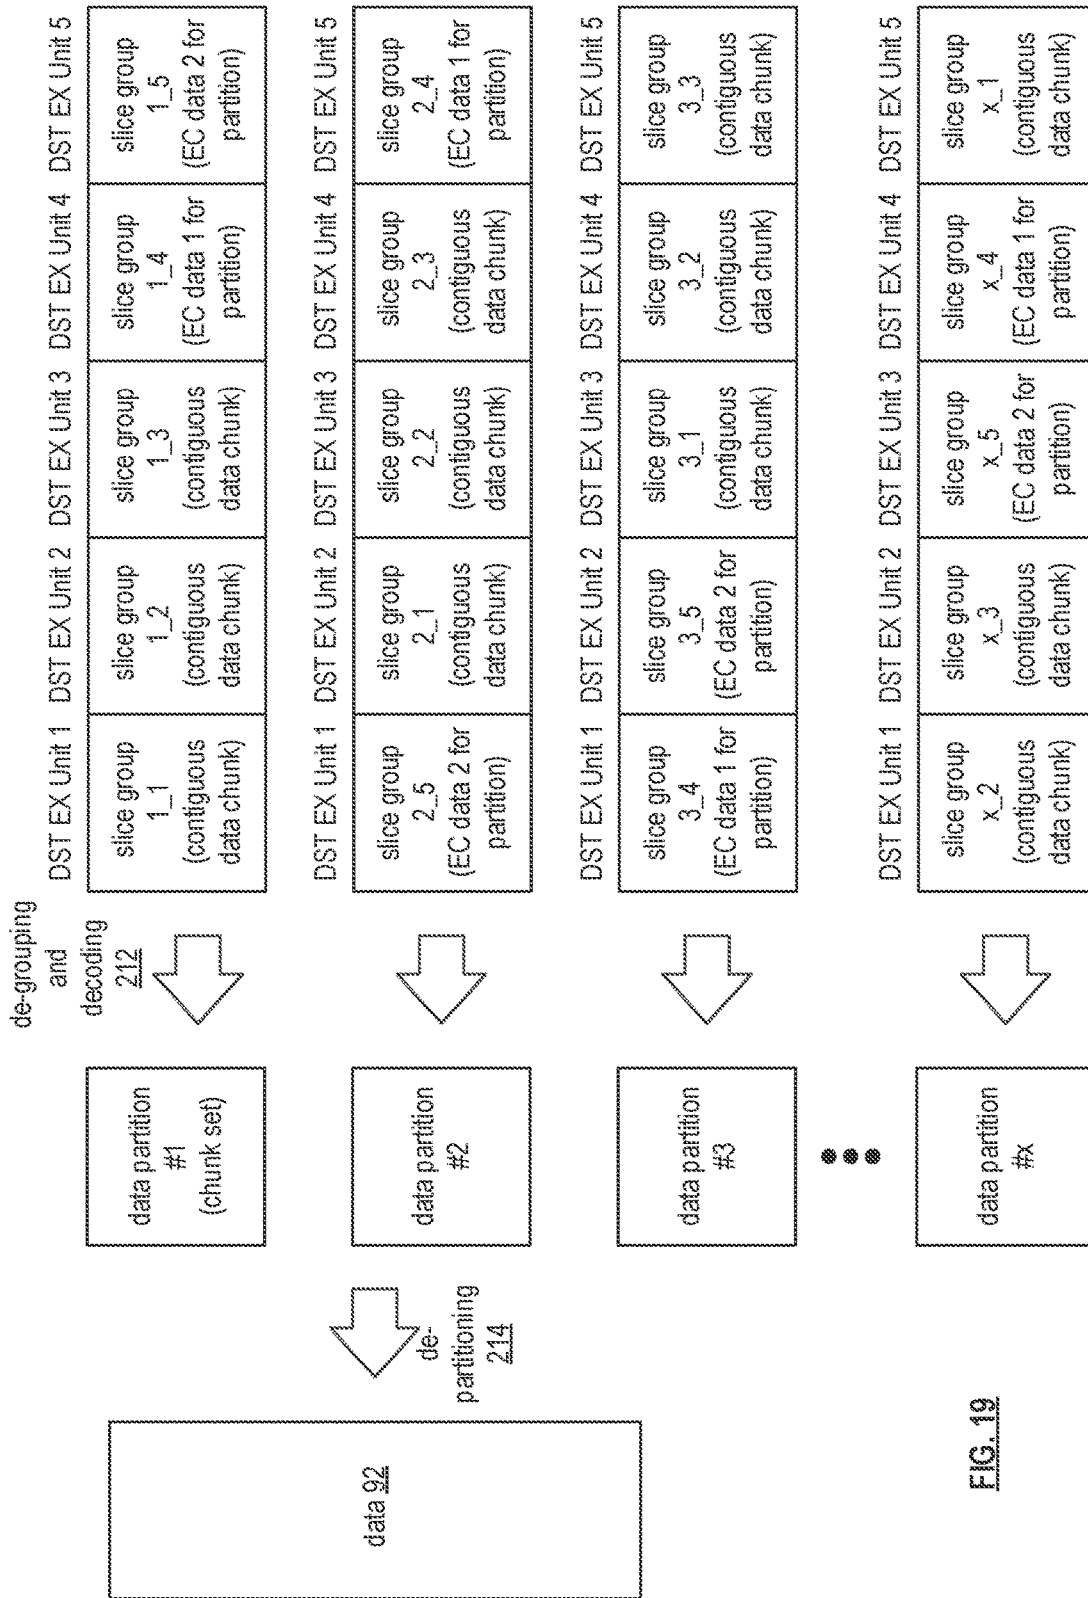 de-grouping
and
decoding
212
DST EX Unit 1 DST EX Unit 2 DST EX Unit 3 DST EX Unit 4 DST EX Unit 5
data partition
#1
(chunk set)
slice group
1_1
(contiguous
data chunk)
slice group
1_2
(contiguous
data chunk)
slice group
1_3
(contiguous
data chunk)
slice group
1_4
(EC data 1 for
partition)
slice group
1_5
(EC data 2 for
partition)
data 92
de-
partitioning
214
DST EX Unit 1 DST EX Unit 2 DST EX Unit 3 DST EX Unit 4 DST EX Unit 5
data partition
#2
slice group
2_5
(EC data 2 for
partition)
slice group
2_1
(contiguous
data chunk)
slice group
2_2
(contiguous
data chunk)
slice group
2_3
(contiguous
data chunk)
slice group
2_4
(EC data 1 for
partition)
DST EX Unit 1 DST EX Unit 2 DST EX Unit 3 DST EX Unit 4 DST EX Unit 5
data partition
#3
slice group
3_4
(EC data 1 for
partition)
slice group
3_5
(EC data 2 for
partition)
slice group
3_1
(contiguous
data chunk)
slice group
3_2
(contiguous
data chunk)
slice group
3_3
(contiguous
data chunk)
DST EX Unit 1 DST EX Unit 2 DST EX Unit 3 DST EX Unit 4 DST EX Unit 5
data partition
#x
slice group
x_2
(contiguous
data chunk)
slice group
x_3
(contiguous
data chunk)
slice group
x_5
(EC data 2 for
partition)
slice group
x_4
(EC data 1 for
partition)
slice group
x_1
(contiguous
data chunk)
FIG. 19